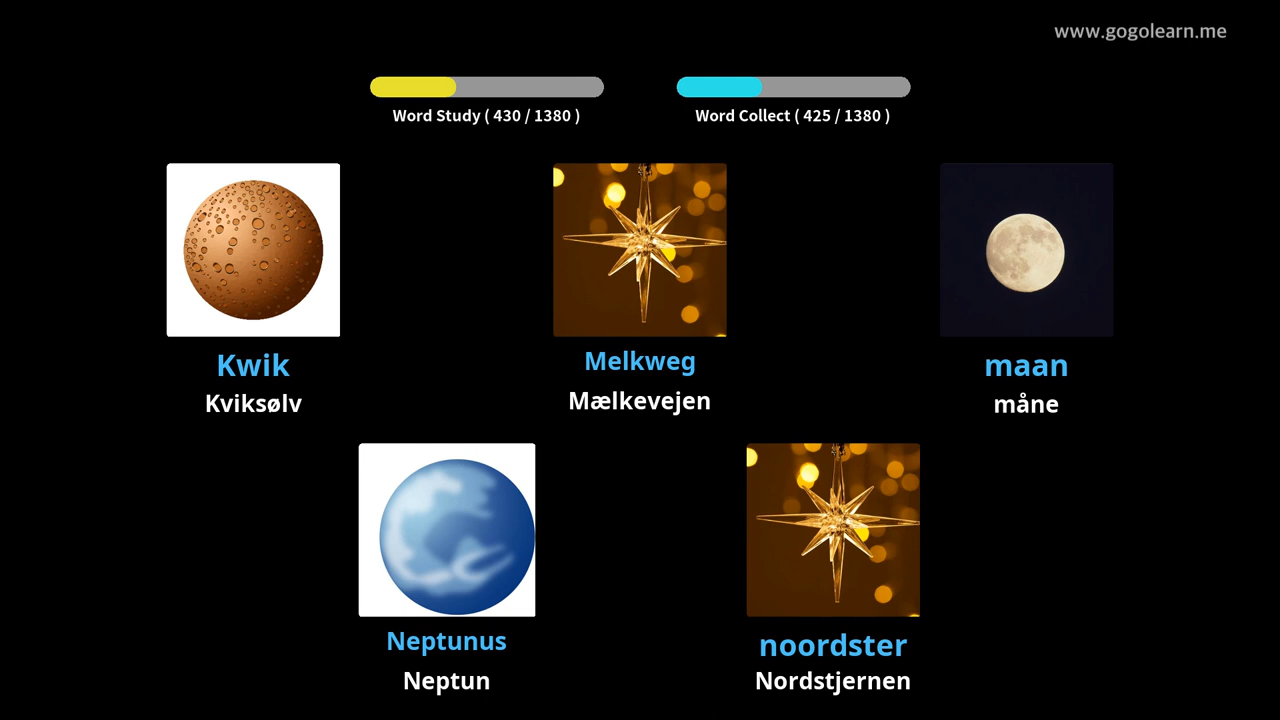 www.gogolearn.me
Word Study ( 430 / 1380 )
Word Collect ( 425 / 1380 )
Kwik
Kviksølv
Melkweg
Mælkevejen
maan
måne
Neptunus
Neptun
noordster
Nordstjernen